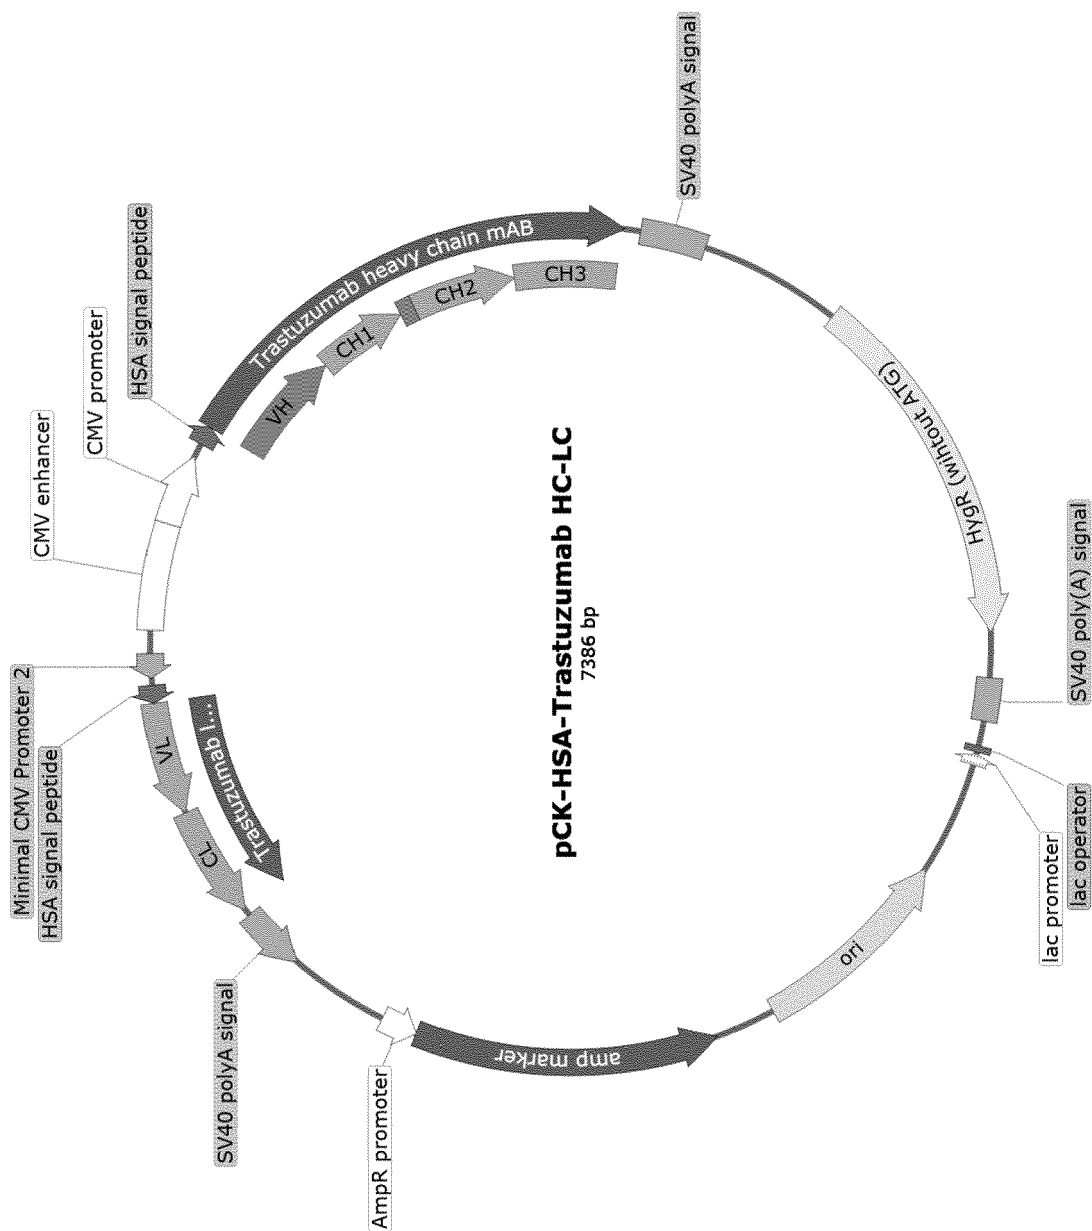 pCK-HSA-Trastuzumab HC-LC
7386 bp
Minimal CMV Promoter 2
HSA signal peptide
CMV enhancer
CMV promoter
HSA signal peptide
Trastuzumab heavy chain mAB
VH
CH1
CH2
CH3
SV40 polyA signal
HygR (wihtout ATG)
SV40 poly(A) signal
lac operator
lac promoter
ori
amp marker
AmpR promoter
SV40 polyA signal
CL
VL
Trastuzumab l...